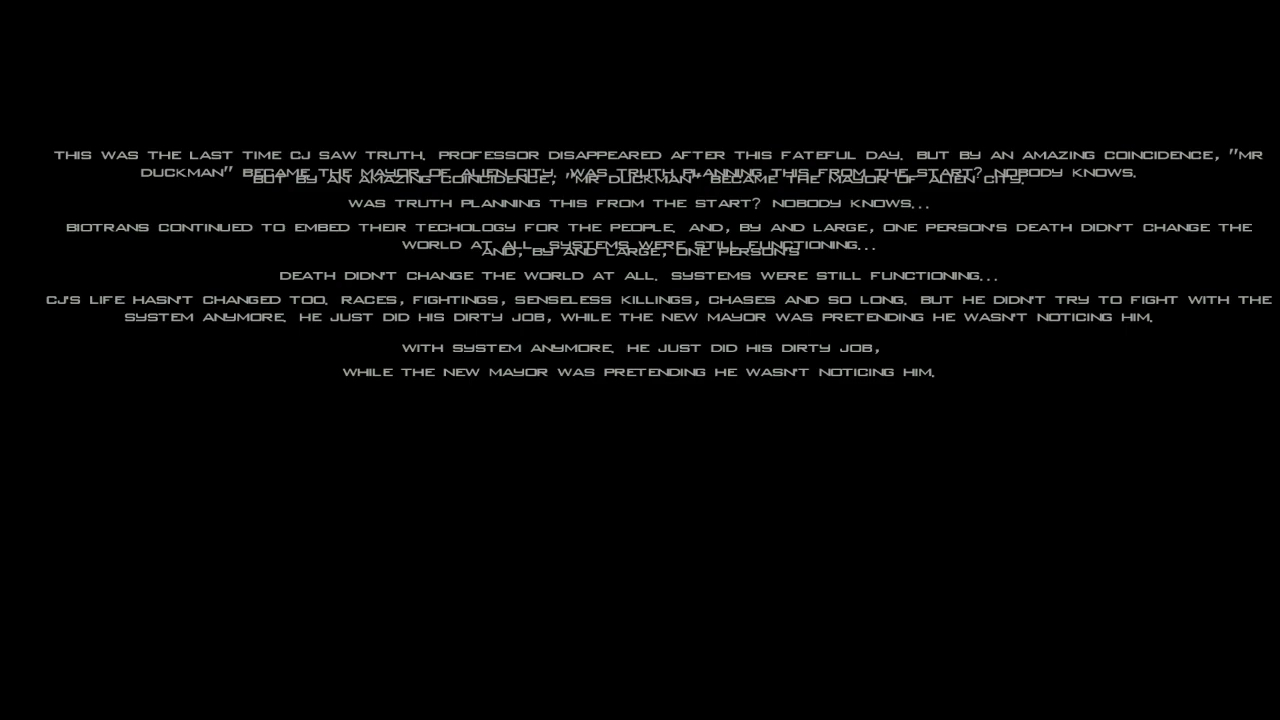 THIS WAS THE LAST TIME CJ SAW TRUTH. PROFESSOR DISAPPEARED AFTER THIS FATEFUL DAY. BUT BY AN AMAZING COINCIDENCE, "MR
DUCKMAN" BECAME THE MAYOR OF ALIEN CITY. WAS TRUTH PLANNING THIS FROM THE START? NOBODY KNOWS.
BUT BY AN AMAZING COINCIDENCE, "MR DUCKMAN" BECAME THE MAYOR OF ALIEN CITY.
WAS TRUTH PLANNING THIS FROM THE START? NOBODY KNOWS...
BIOTRANS CONTINUED TO EMBED THEIR TECHOLOGY FOR THE PEOPLE. AND, BY AND LARGE, ONE PERSON'S DEATH DIDN'T CHANGE THE
WORLD AT ALL. SYSTEMS WERE STILL FUNCTIONING...
AND, BY AND LARGE, ONE PERSON'S
DEATH DIDN'T CHANGE THE WORLD AT ALL. SYSTEMS WERE STILL FUNCTIONING...
CJ'S LIFE HASN'T CHANGED TOO. RACES, FIGHTINGS, SENSELESS KILLINGS, CHASES AND SO LONG. BUT HE DIDN'T TRY TO FIGHT WITH THE
SYSTEM ANYMORE. HE JUST DID HIS DIRTY JOB, WHILE THE NEW MAYOR WAS PRETENDING HE WASN'T NOTICING HIM.
WITH SYSTEM ANYMORE. HE JUST DID HIS DIRTY JOB,
WHILE THE NEW MAYOR WAS PRETENDING HE WASN'T NOTICING HIM.